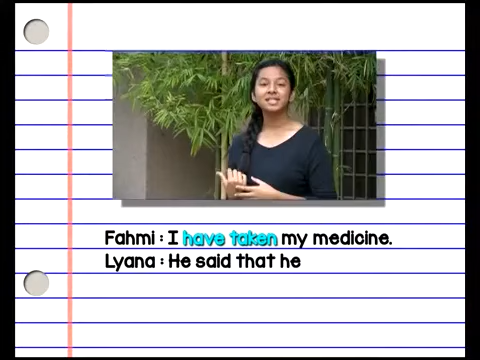 Fahmi : I have taken my medicine.
Lyana : He said that he